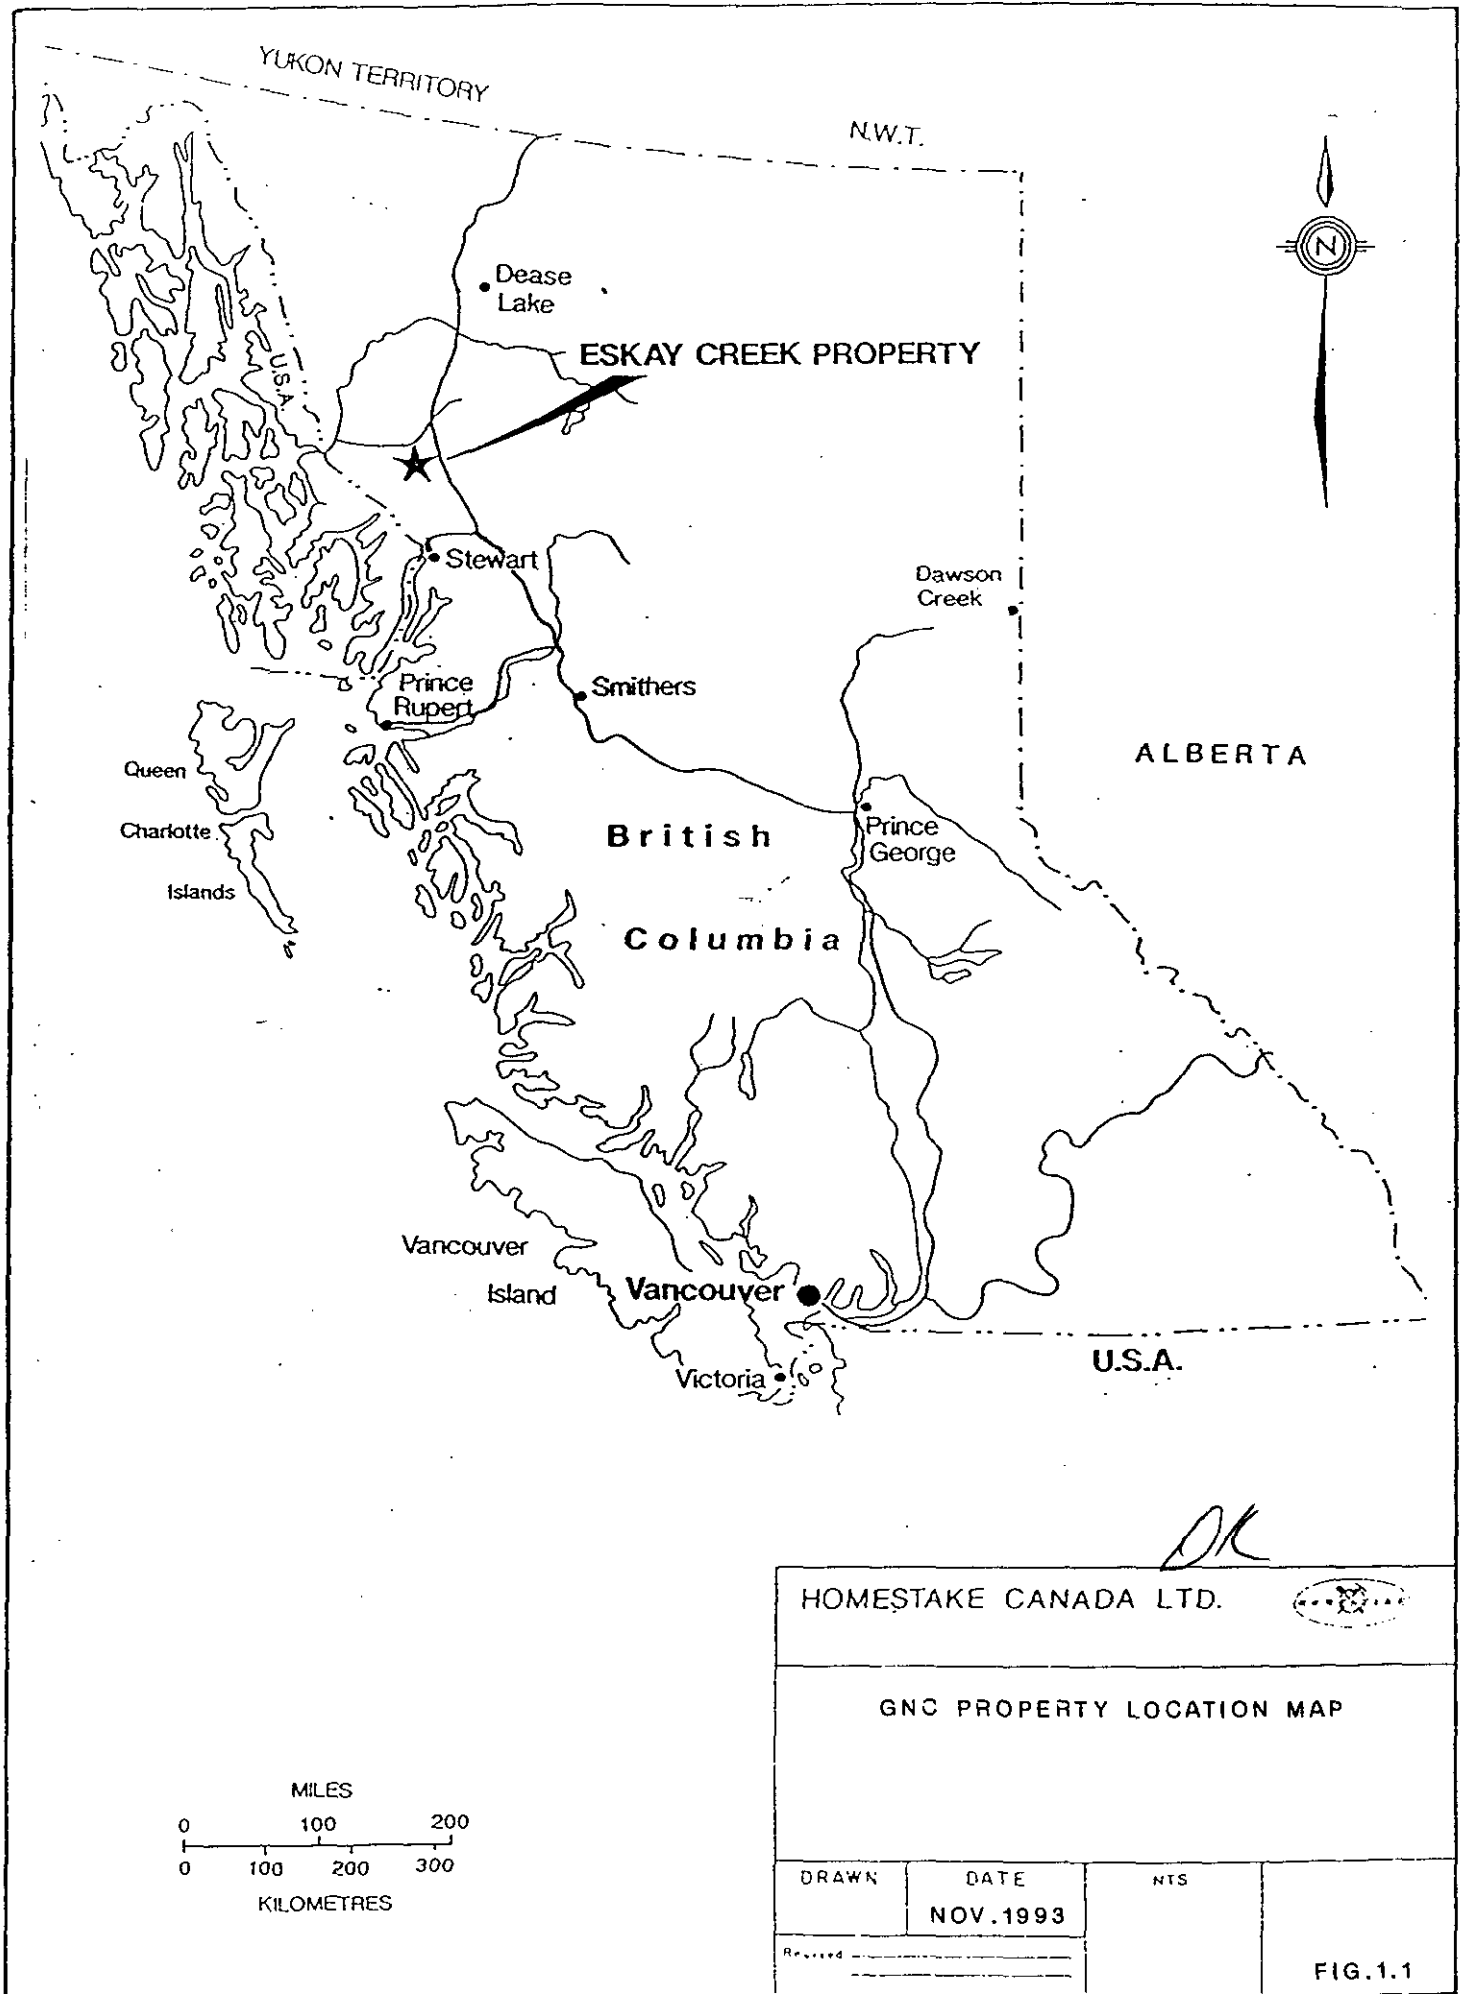 YUKON TERRITORY
N.W.T.
N
Dease
Lake
ESKAY CREEK PROPERTY
U.S.A.
Stewart
Dawson
Creek
Prince
Rupert
Smithers
ALBERTA
Queen
Charlotte
Islands
British
Columbia
Prince
George
Vancouver
Island
Vancouver
Victoria
U.S.A.
DK
HOMESTAKE CANADA LTD.
GNC PROPERTY LOCATION MAP
MILES
0 100 200
0 100 200 300
KILOMETRES
DRAWN
DATE
NOV. 1993
NTS
Revised
FIG. 1.1